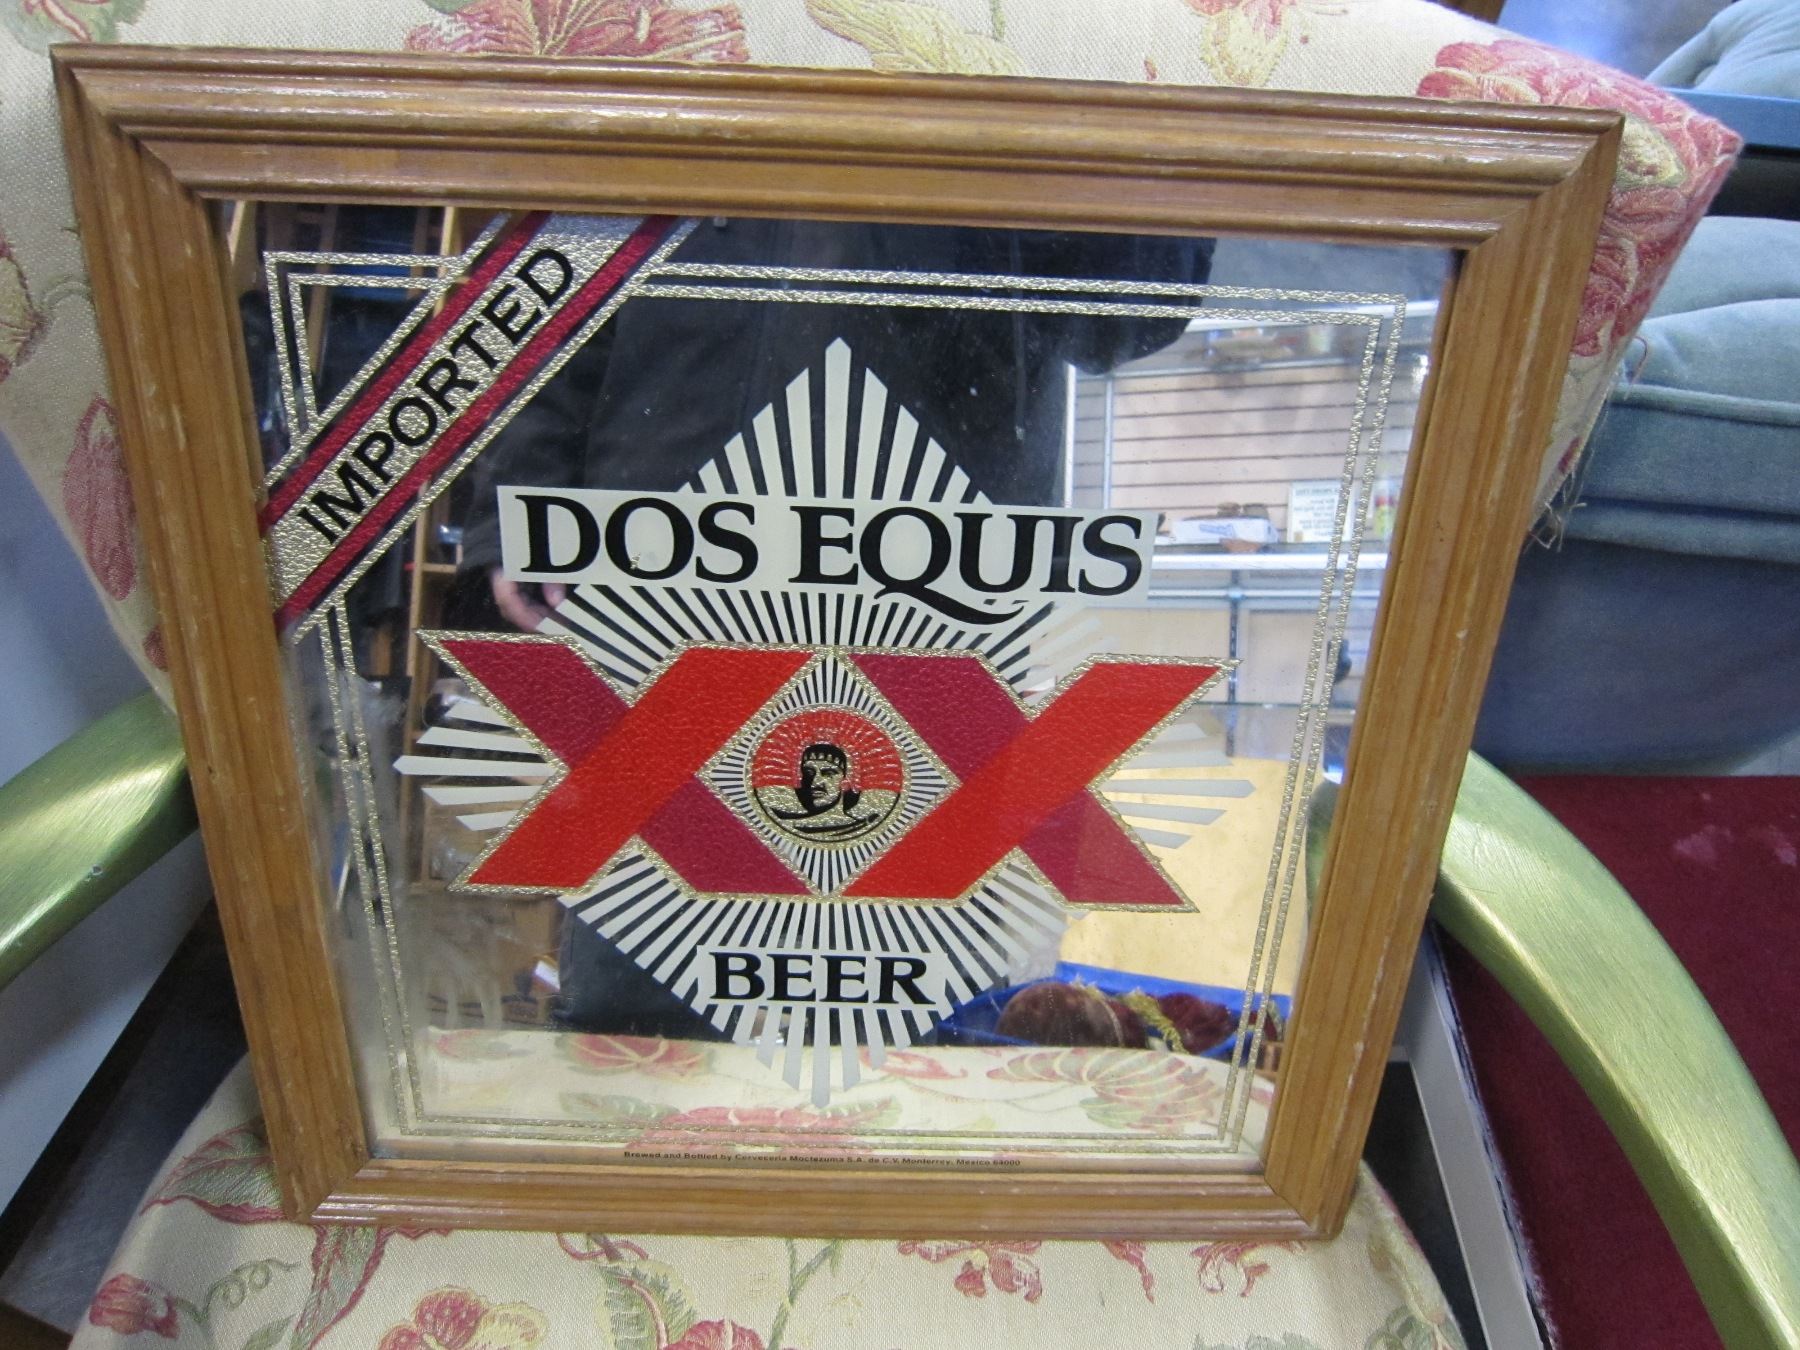 IMPORTED
DOS EQUIS
XX
BEER
Brewed and Bottled by Cerveceria Moctezuma S.A. de C.V. Monterrey, Mexico 64000